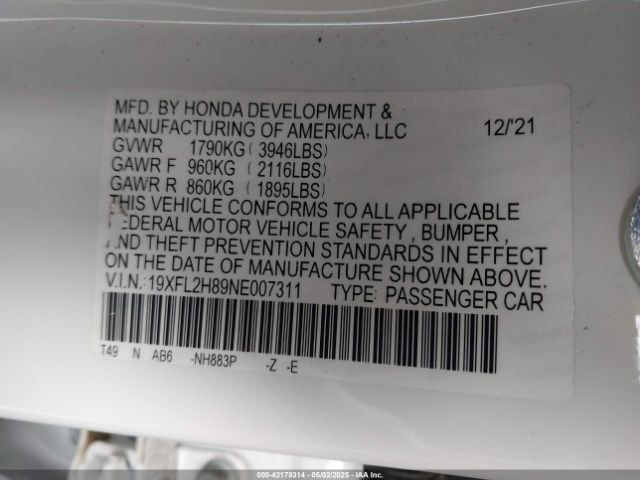 MFD. BY HONDA DEVELOPMENT &
MANUFACTURING OF AMERICA, LLC 12/'21
GVWR 1790KG ( 3946LBS)
GAWR F 960KG ( 2116LBS)
GAWR R 860KG ( 1895LBS)
THIS VEHICLE CONFORMS TO ALL APPLICABLE
FEDERAL MOTOR VEHICLE SAFETY , BUMPER ,
AND THEFT PREVENTION STANDARDS IN EFFECT
ON THE DATE OF MANUFACTURE SHOWN ABOVE.
V.I.N.:19XFL2H89NE007311 TYPE: PASSENGER CAR
T49 N AB6 -NH883P -Z -E
000-42178314 05/02/2025 - IAAI.COM